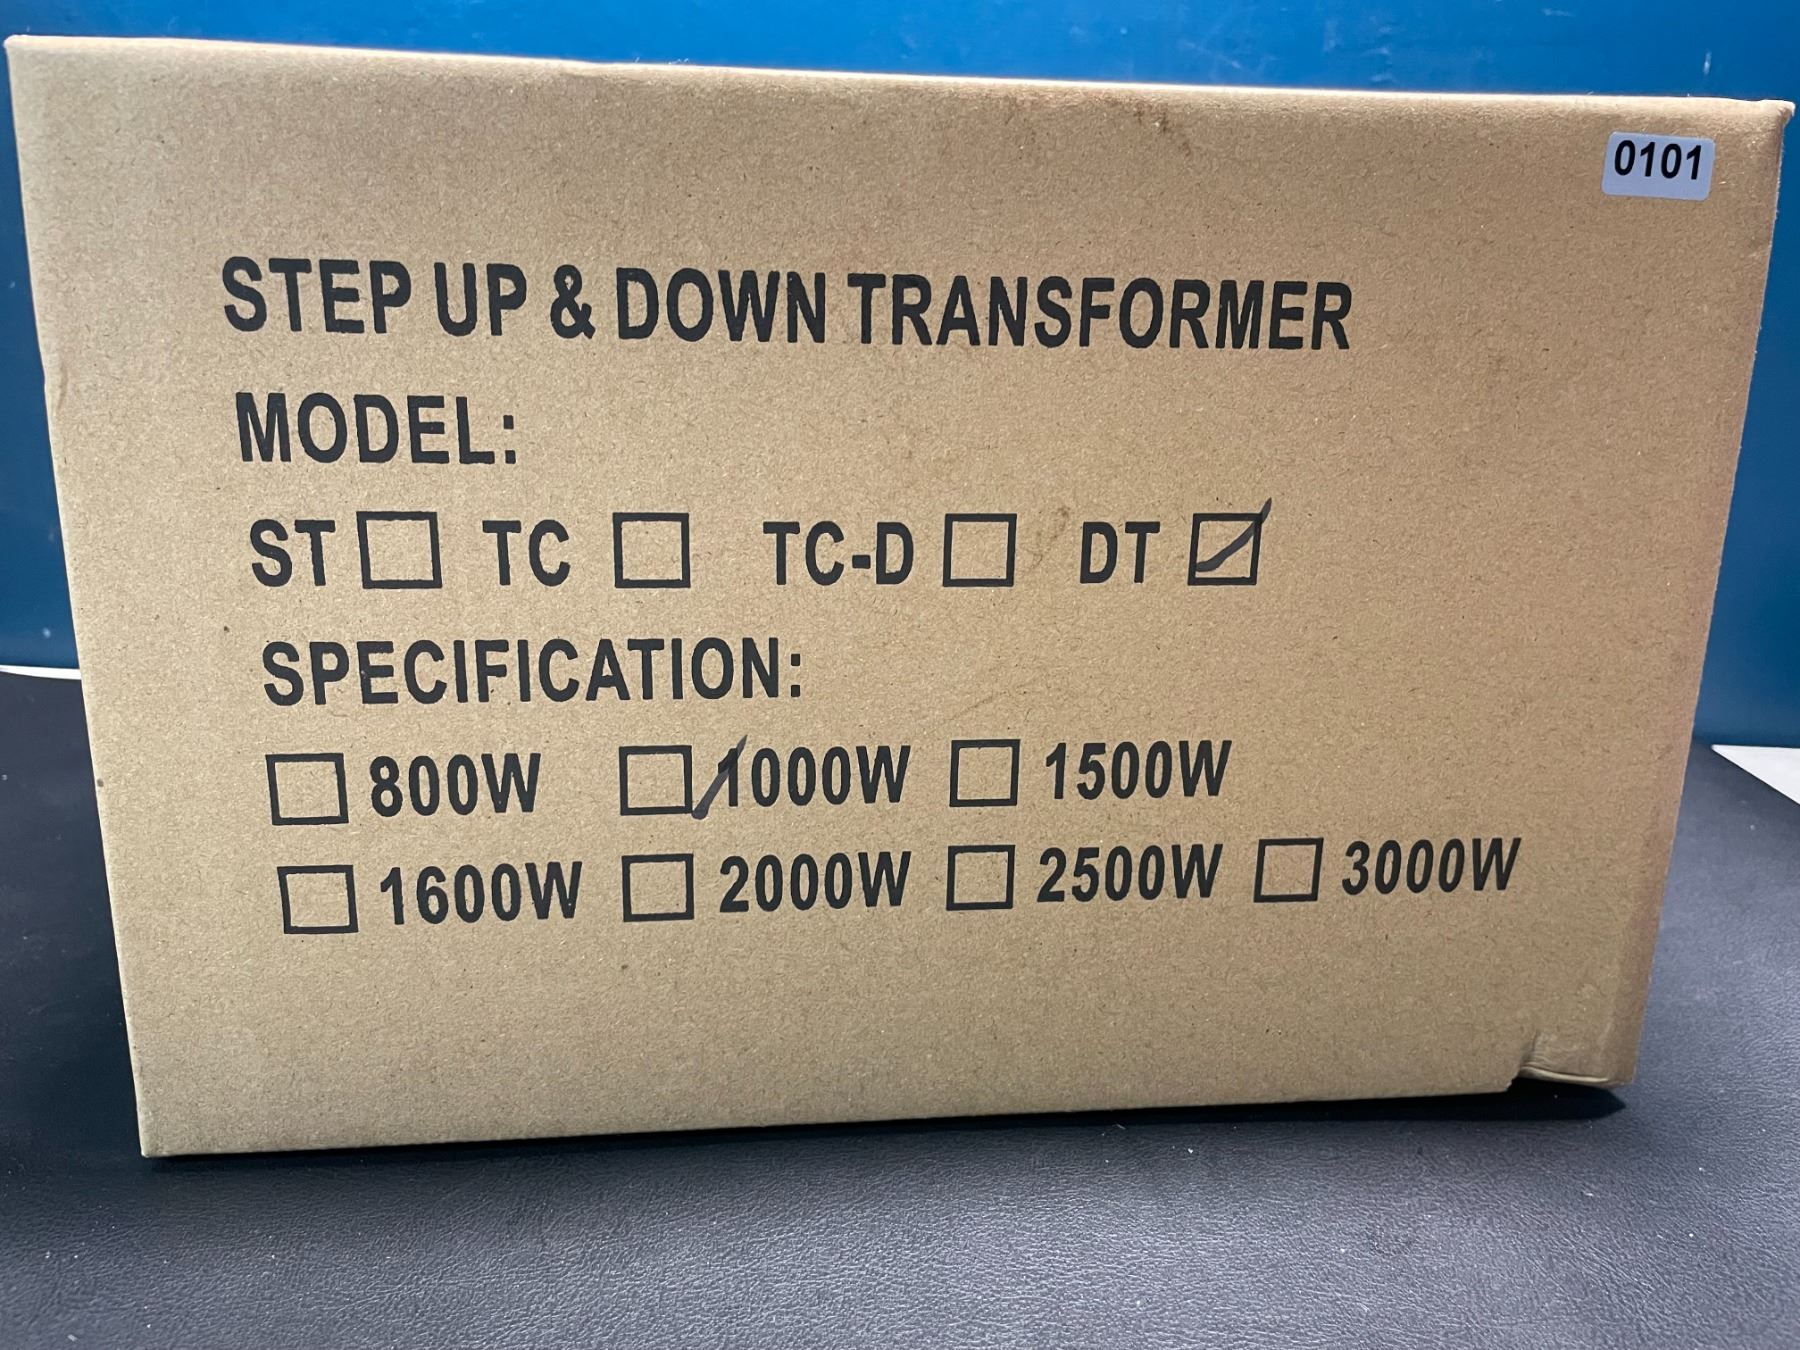 0101
STEP UP & DOWN TRANSFORMER
MODEL:
ST TC TC-D DT
SPECIFICATION:
800W 1000W 1500W
1600W 2000W 2500W 3000W